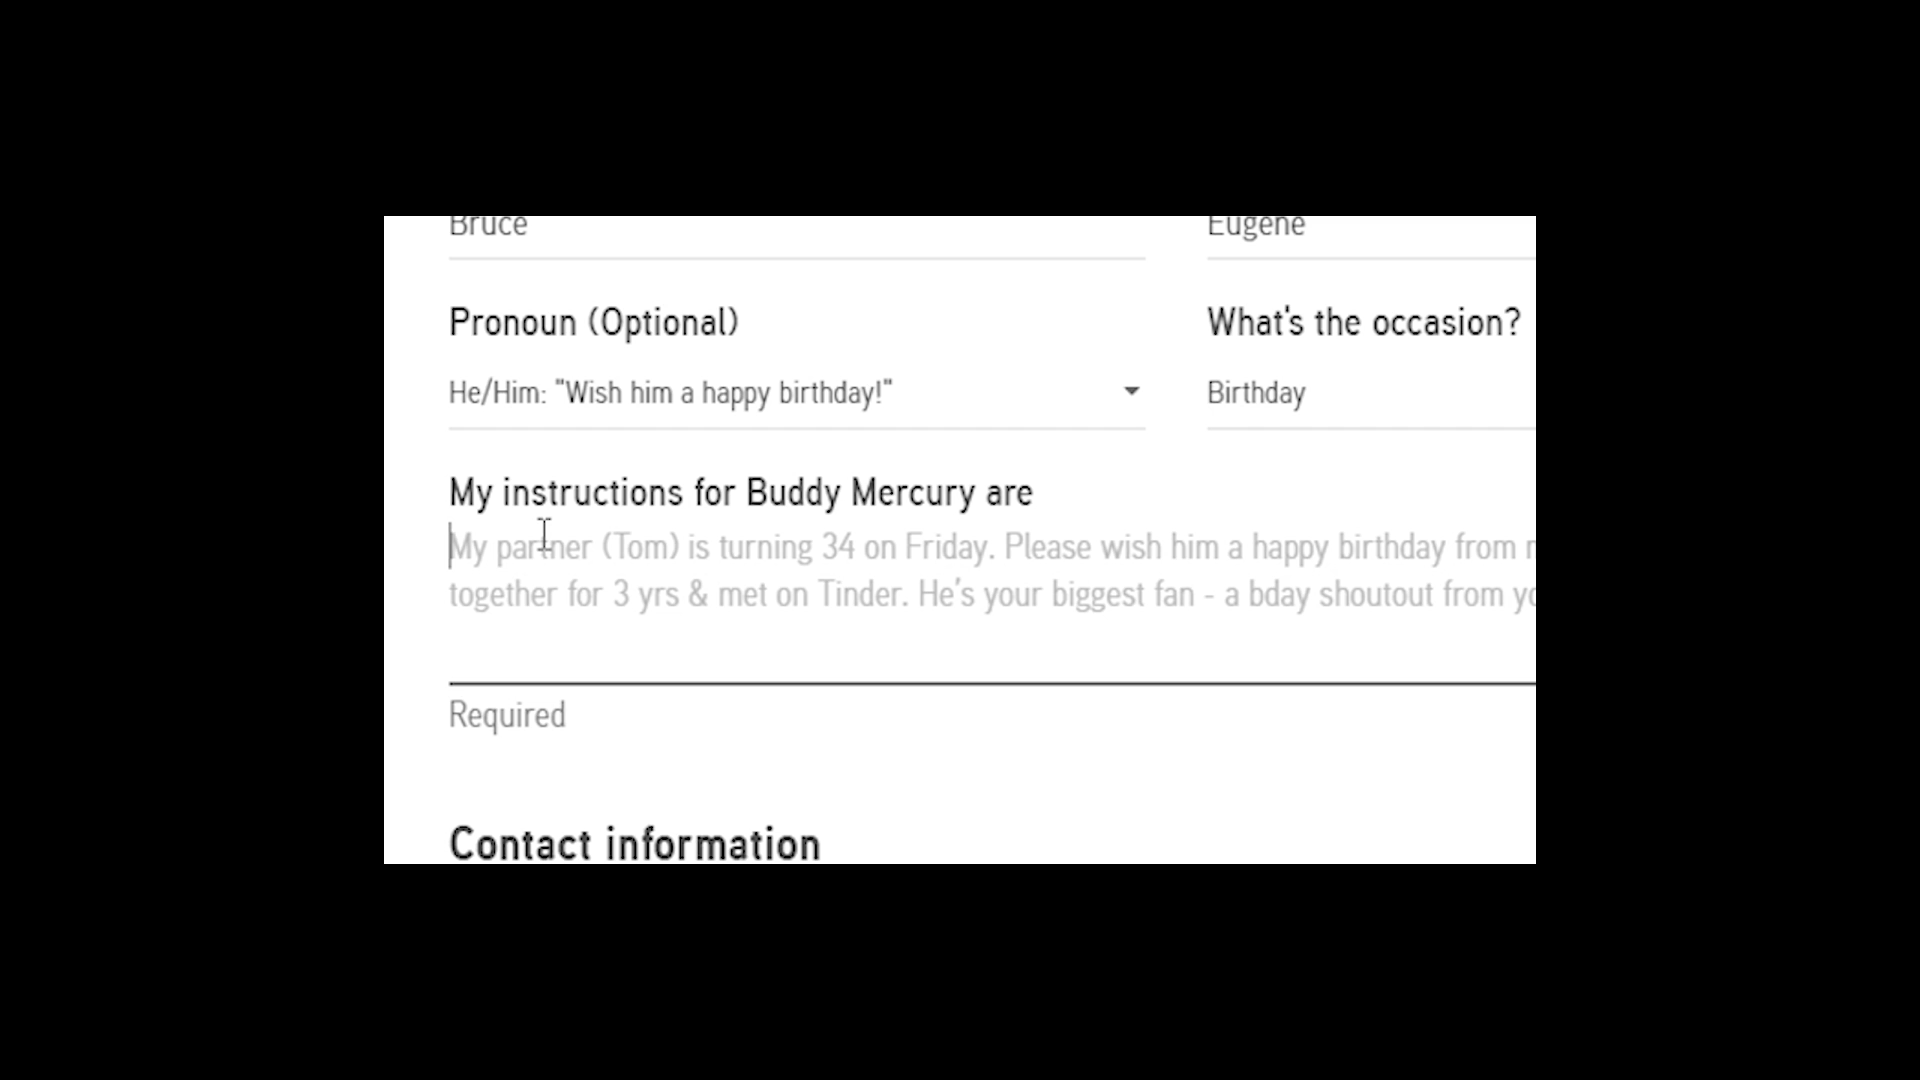 Bruce
Eugene
Pronoun (Optional)
What's the occasion?
He/Him: "Wish him a happy birthday!"
Birthday
My instructions for Buddy Mercury are
My partner (Tom) is turning 34 on Friday. Please wish him a happy birthday from
together for 3 yrs & met on Tinder. He's your biggest fan - a bday shoutout from
Required
Contact information